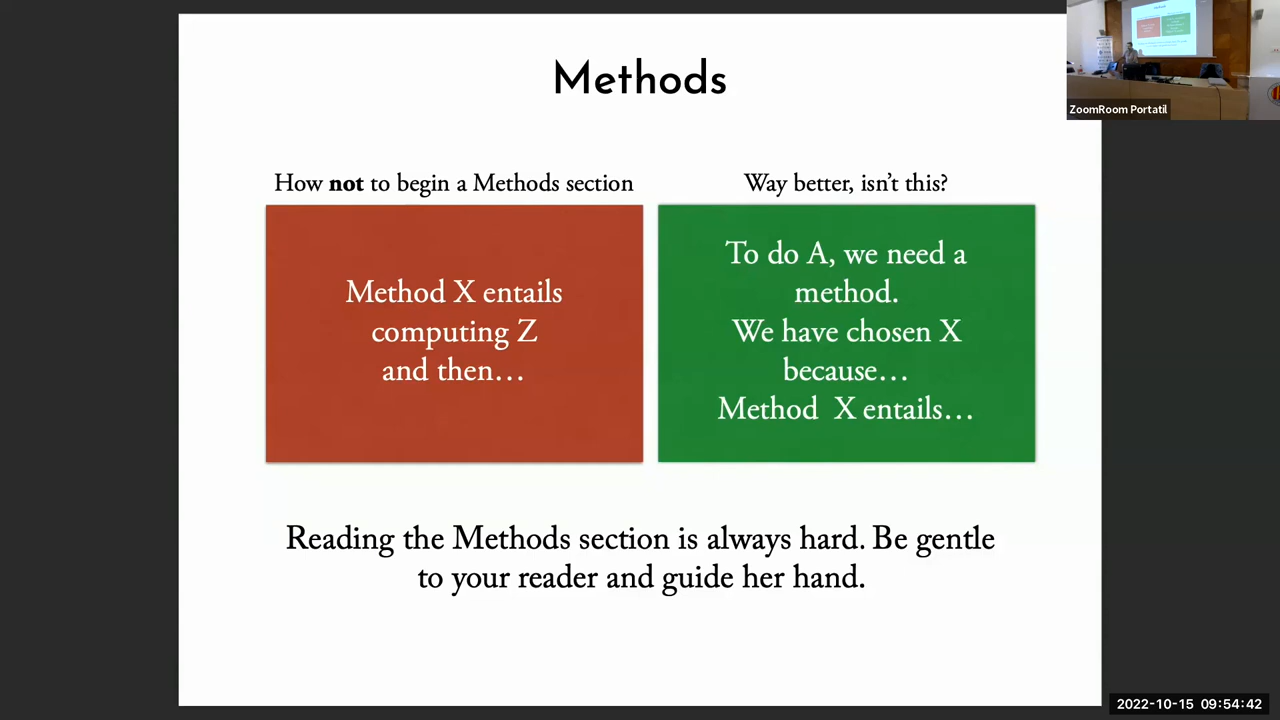 Methods
How not to begin a Methods section
Method X entails
computing Z
and then…
Way better, isn't this?
To do A, we need a
method.
We have chosen X
because…
Method X entails…
Reading the Methods section is always hard. Be gentle
to your reader and guide her hand.
ZoomRoom Portatil
2022-10-15 09:54:42